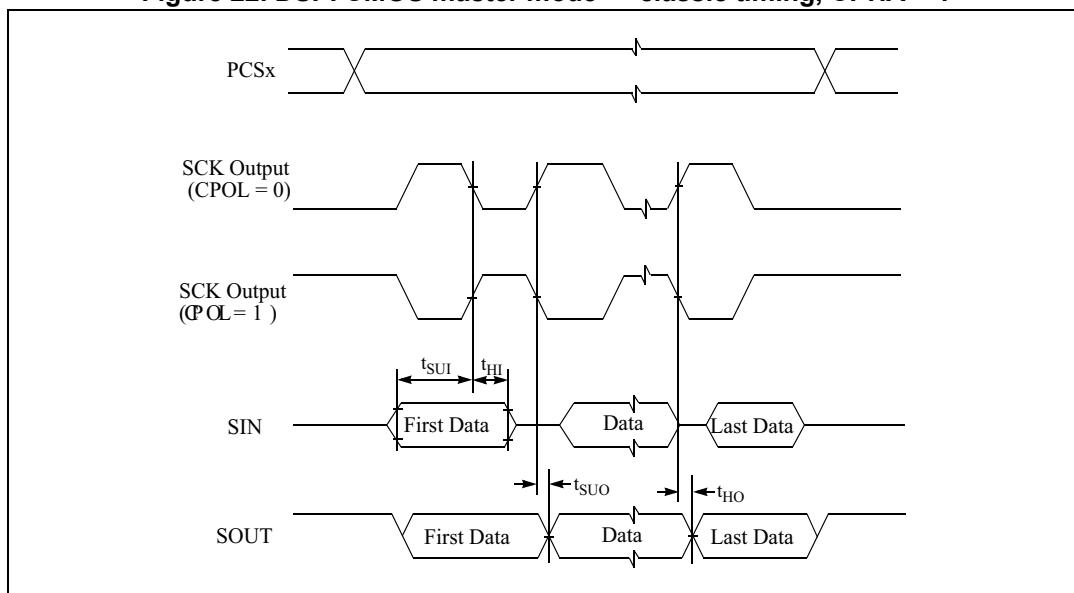 PCSx
SCK Output
(CPOL = 0)
SCK Output
(CPOL = 1 )
tSUI
tHI
SIN
First Data
Data
Last Data
tSUO
tHO
SOUT
First Data
Data
Last Data